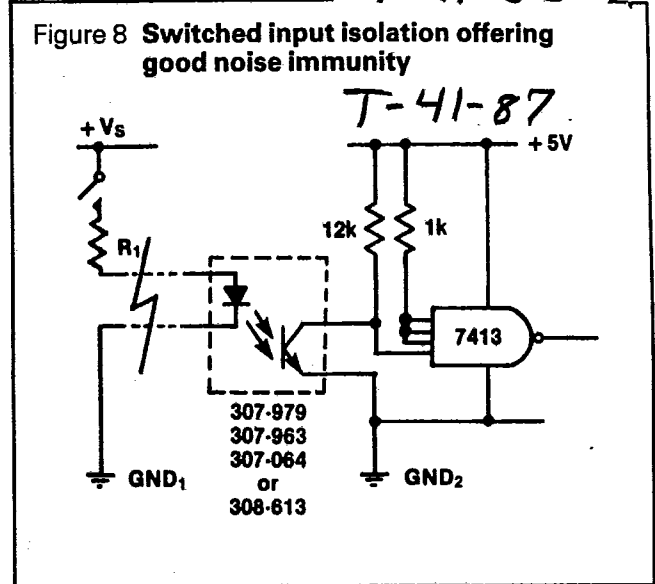 Figure 8 Switched input isolation offering
good noise immunity
T-41-87
+ Vs
+ 5V
12k
1k
R1
7413
307-979
307-963
307-064
or
308-613
GND1
GND2